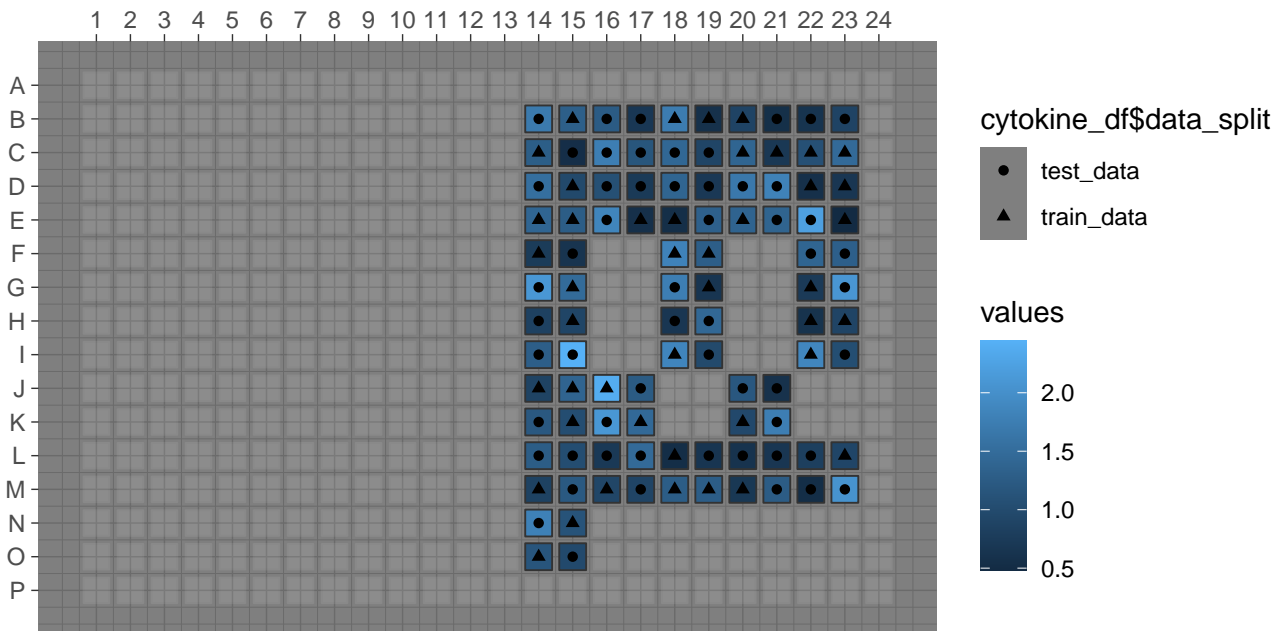 1 2 3 4 5 6 7 8 9 10 11 12 13 14 15 16 17 18 19 20 21 22 23 24
A
B
C
D
E
F
G
H
I
J
K
L
M
N
O
P
cytokine_df$data_split
test_data
train_data
values
2.0
1.5
1.0
0.5